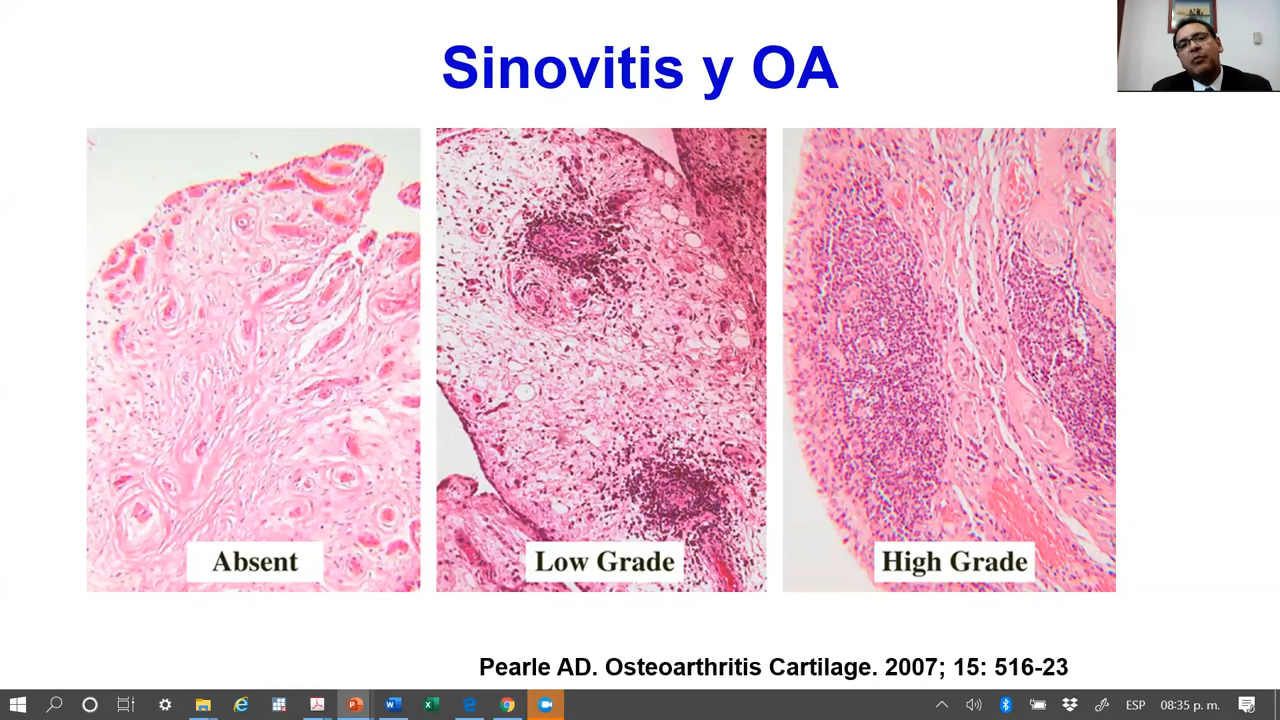 Sinovitis y OA
Absent
Low Grade
High Grade
Pearle AD. Osteoarthritis Cartilage. 2007; 15: 516-23
ESP
08:35 p. m.